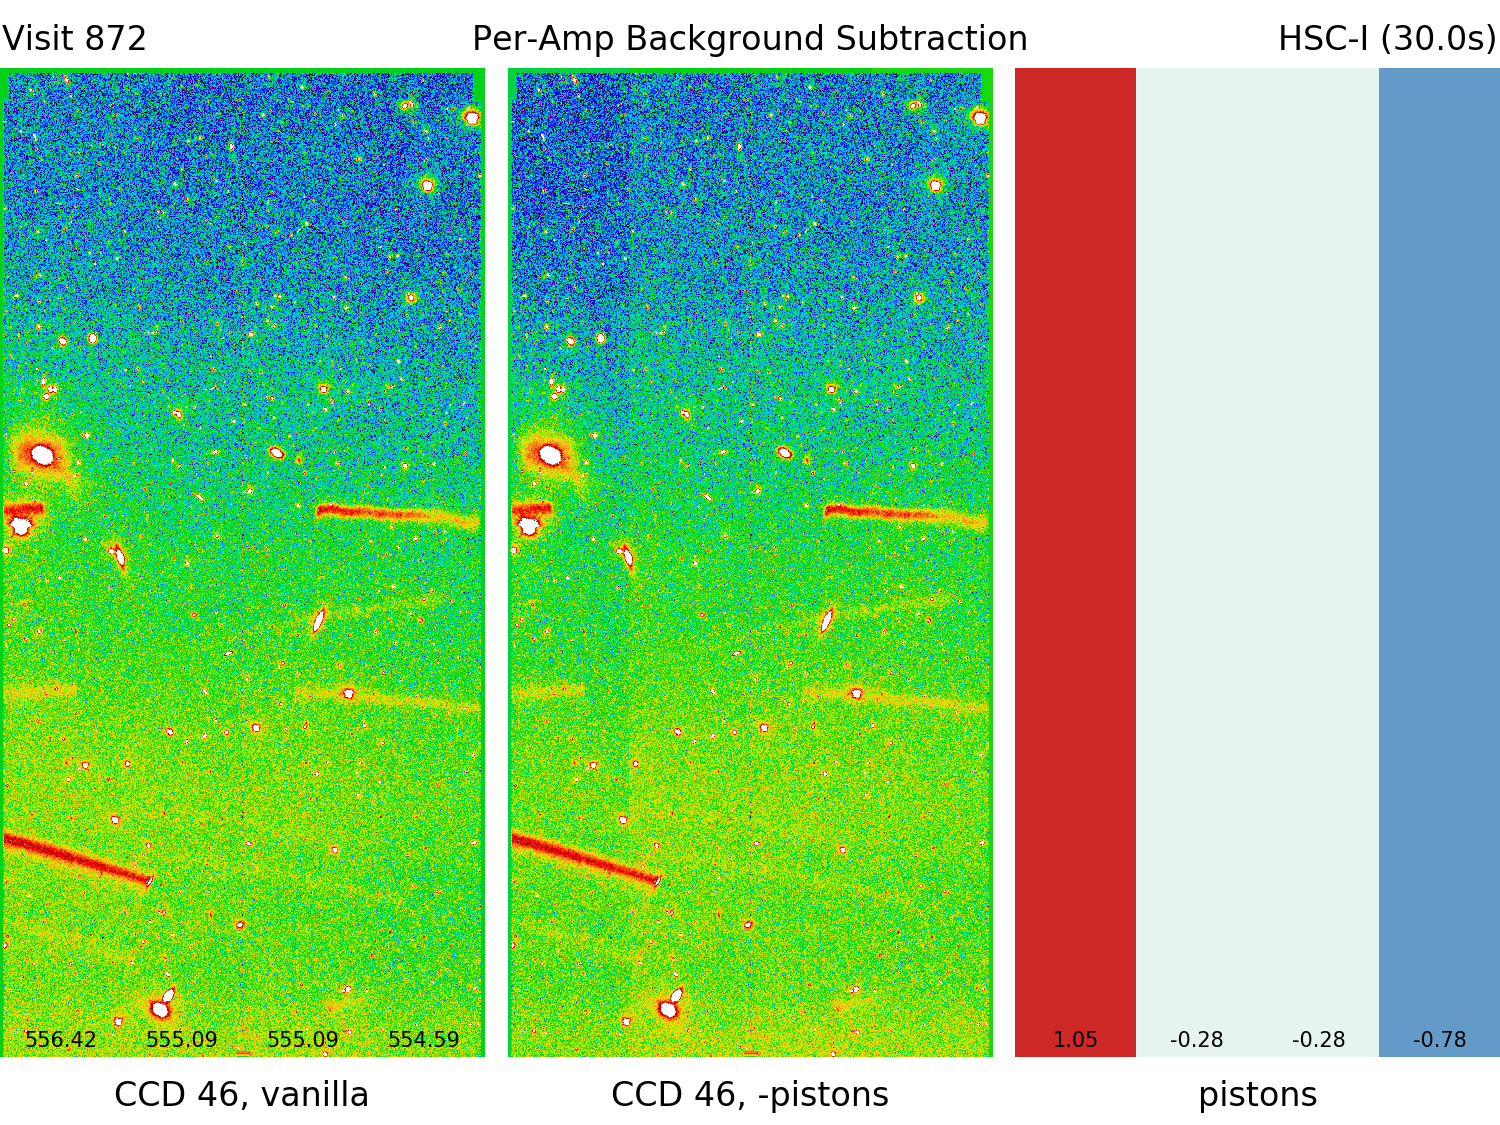 Visit 872 Per-Amp Background Subtraction HSC-I (30.0s)
556.42 555.09 555.09 554.59 1.05 -0.28 -0.28 -0.78
CCD 46, vanilla CCD 46, -pistons pistons